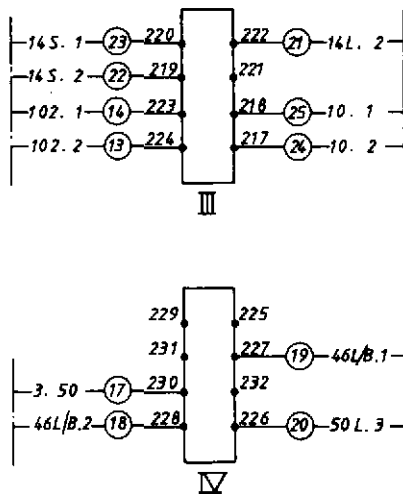 14S. 1 23 220 222 21 14L. 2
14S. 2 22 219 221
102. 1 14 223 218 25 10. 1
102. 2 13 224 217 24 10. 2
III
229 225
231 227 19 46L/B.1
3. 50 17 230 232
46L/B.2 18 228 226 20 50L. 3
IV